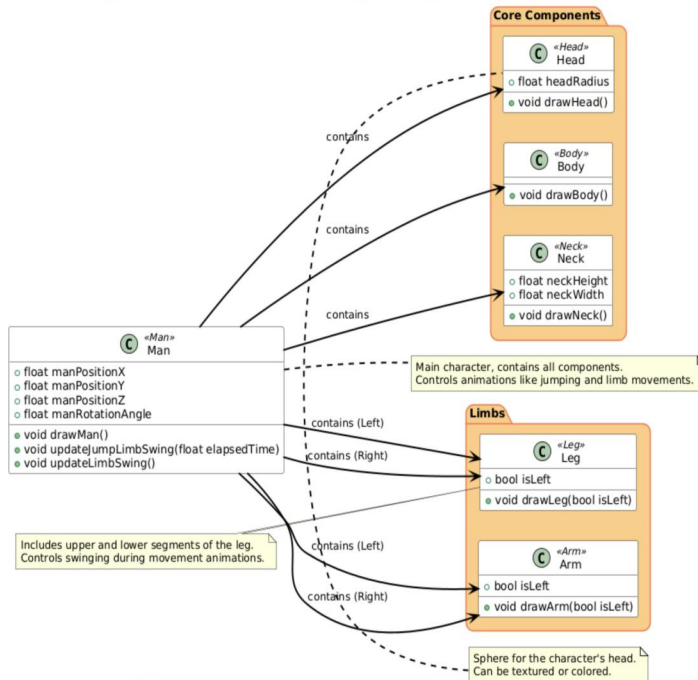 Core Components
C
«Head»
Head
float headRadius
void drawHead()
contains
C
«Body»
Body
void drawBody()
contains
C
«Neck»
Neck
float neckHeight
float neckWidth
void drawNeck()
contains
C
«Man»
Man
float manPositionX
float manPositionY
float manPositionZ
float manRotationAngle
void drawMan()
void updateJumpLimbSwing(float elapsedTime)
void updateLimbSwing()
Main character, contains all components.
Controls animations like jumping and limb movements.
Limbs
contains (Left)
contains (Right)
C
«Leg»
Leg
bool isLeft
void drawLeg(bool isLeft)
Includes upper and lower segments of the leg.
Controls swinging during movement animations.
contains (Left)
contains (Right)
C
«Arm»
Arm
bool isLeft
void drawArm(bool isLeft)
Sphere for the character's head.
Can be textured or colored.